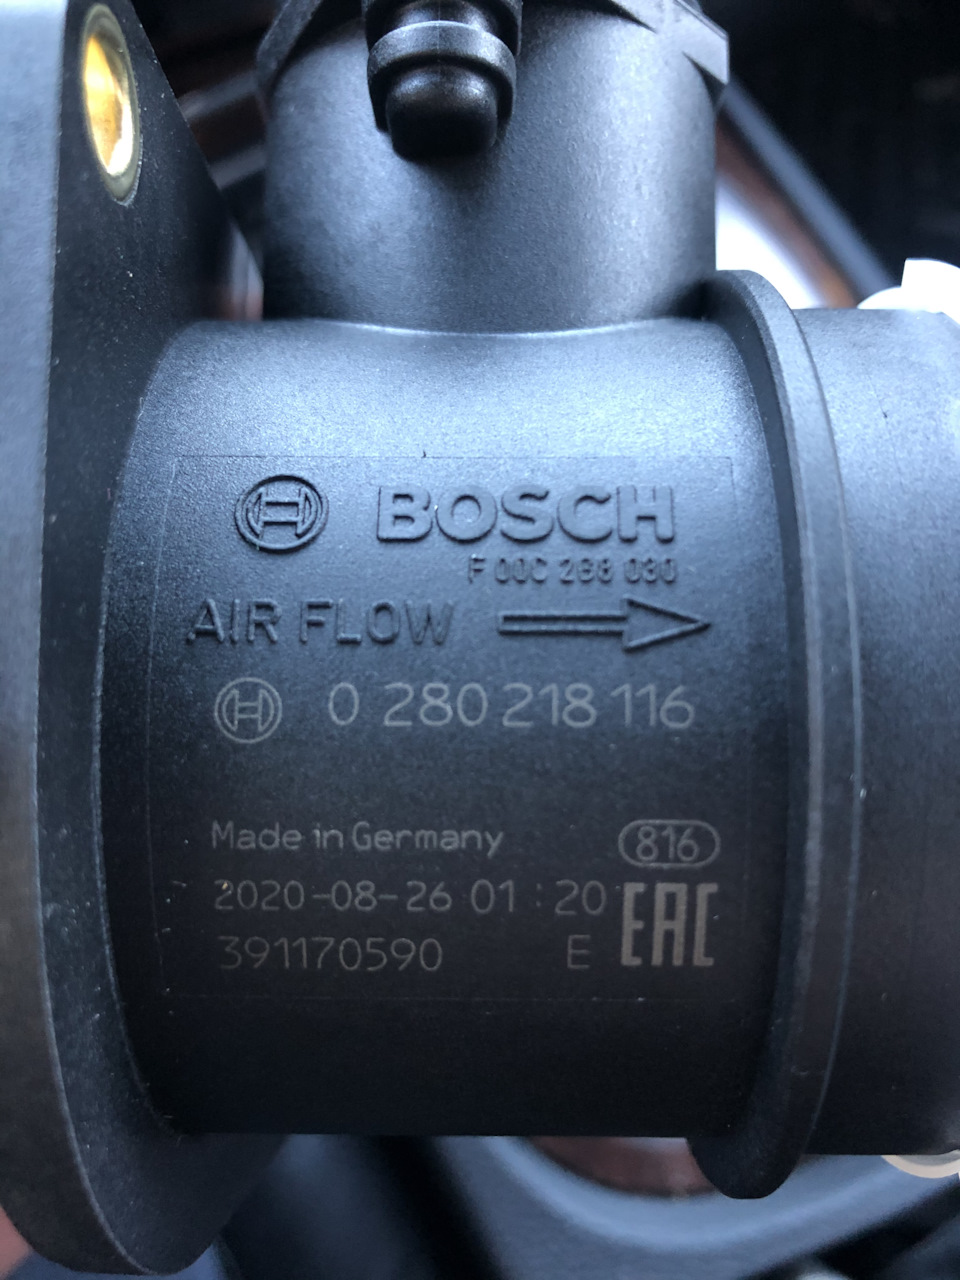 BOSCH
F 00C 2B8 030
AIR FLOW
0 280 218 116
Made in Germany 816
2020-08-26 01:20
391170590 E EAC